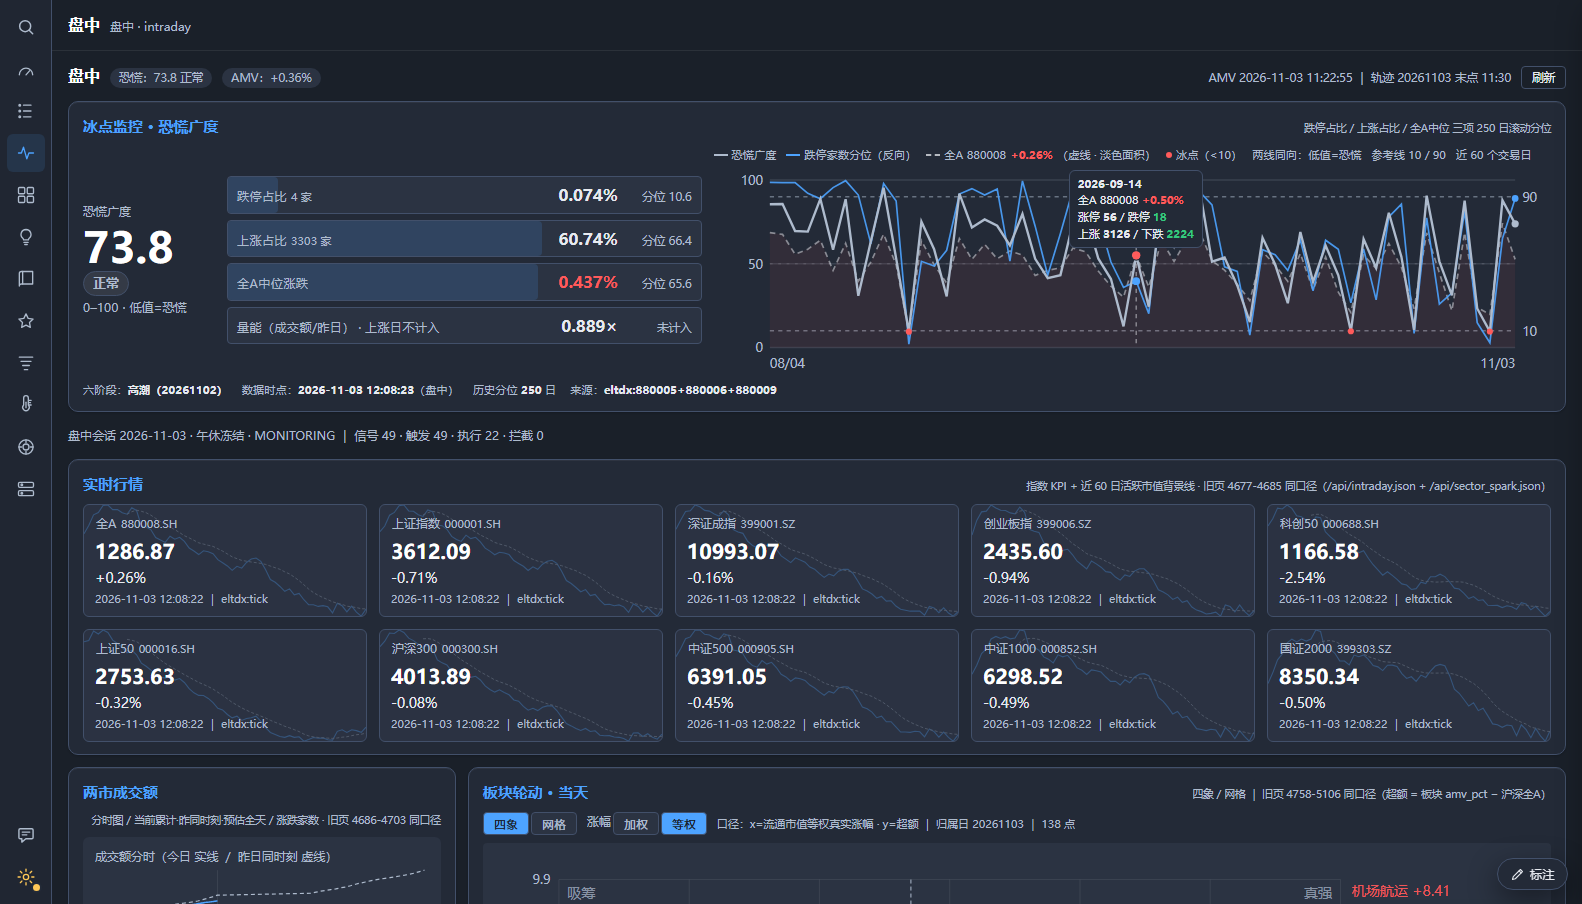 盘中 盘中 · intraday
盘中 恐慌: 73.8 正常 AMV: +0.36% AMV 2026-11-03 11:22:55 | 轨迹 20261103 末点 11:30 刷新
冰点监控 • 恐慌广度 跌停占比 / 上涨占比 / 全A中位 三项 250 日滚动分位
恐慌广度 跌停家数分位（反向） 全A 880008 +0.26% （虚线 · 淡色面积） 冰点（<10） 两线同向：低值=恐慌 参考线 10 / 90 近 60 个交易日
恐慌广度
73.8
正常
0–100 · 低值=恐慌
跌停占比 4 家 0.074% 分位 10.6
上涨占比 3303 家 60.74% 分位 66.4
全A中位涨跌 0.437% 分位 65.6
量能（成交额/昨日） · 上涨日不计入 0.889× 未计入
100
50
0
90
10
08/04 11/03
2026-09-14
全A 880008 +0.50%
涨停 56 / 跌停 18
上涨 3126 / 下跌 2224
六阶段：高潮（20261102） 数据时点：2026-11-03 12:08:23（盘中） 历史分位 250 日 来源：eltdx:880005+880006+880009
盘中会话 2026-11-03 · 午休冻结 · MONITORING | 信号 49 · 触发 49 · 执行 22 · 拦截 0
实时行情 指数 KPI + 近 60 日活跃市值背景线 · 旧页 4677-4685 同口径（/api/intraday.json + /api/sector_spark.json）
全A 880008.SH
1286.87
+0.26%
2026-11-03 12:08:22 | eltdx:tick
上证指数 000001.SH
3612.09
-0.71%
2026-11-03 12:08:22 | eltdx:tick
深证成指 399001.SZ
10993.07
-0.16%
2026-11-03 12:08:22 | eltdx:tick
创业板指 399006.SZ
2435.60
-0.94%
2026-11-03 12:08:22 | eltdx:tick
科创50 000688.SH
1166.58
-2.54%
2026-11-03 12:08:22 | eltdx:tick
上证50 000016.SH
2753.63
-0.32%
2026-11-03 12:08:22 | eltdx:tick
沪深300 000300.SH
4013.89
-0.08%
2026-11-03 12:08:22 | eltdx:tick
中证500 000905.SH
6391.05
-0.45%
2026-11-03 12:08:22 | eltdx:tick
中证1000 000852.SH
6298.52
-0.49%
2026-11-03 12:08:22 | eltdx:tick
国证2000 399303.SZ
8350.34
-0.50%
2026-11-03 12:08:22 | eltdx:tick
两市成交额
分时图 / 当前累计·昨同时刻·预估全天 / 涨跌家数 · 旧页 4686-4703 同口径
成交额分时（今日 实线 / 昨日同时刻 虚线）
板块轮动 • 当天 四象 / 网格 | 旧页 4758-5106 同口径（超额 = 板块 amv_pct − 沪深全A）
四象 网格 涨幅 加权 等权 口径：x=流通市值等权真实涨幅 · y=超额 | 归属日 20261103 | 138 点
9.9 吸筹 真强 机场航运 +8.41
标注